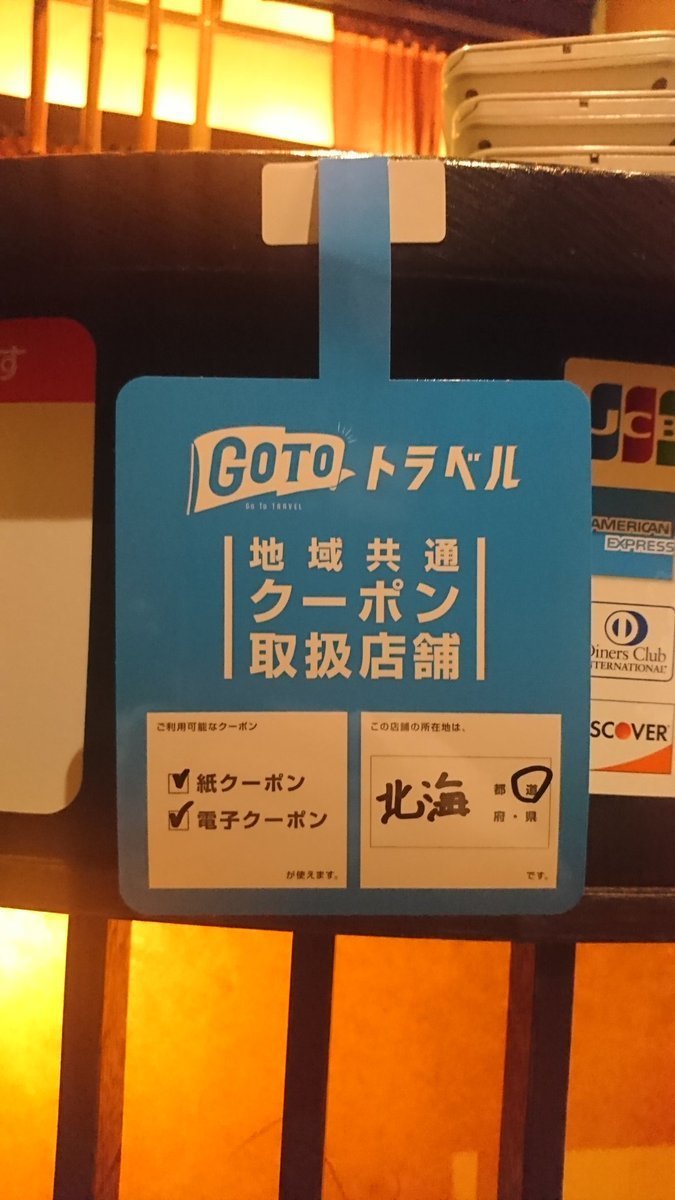 す
GOTO トラベル
Go To TRAVEL
地域共通
クーポン
取扱店舗
ご利用可能なクーポン
紙クーポン
電子クーポン
が使えます。
この店舗の所在地は、
北海 都 道
府・県
です。
JCB
AMERICAN
EXPRESS
Diners Club
INTERNATIONAL
SCOVER